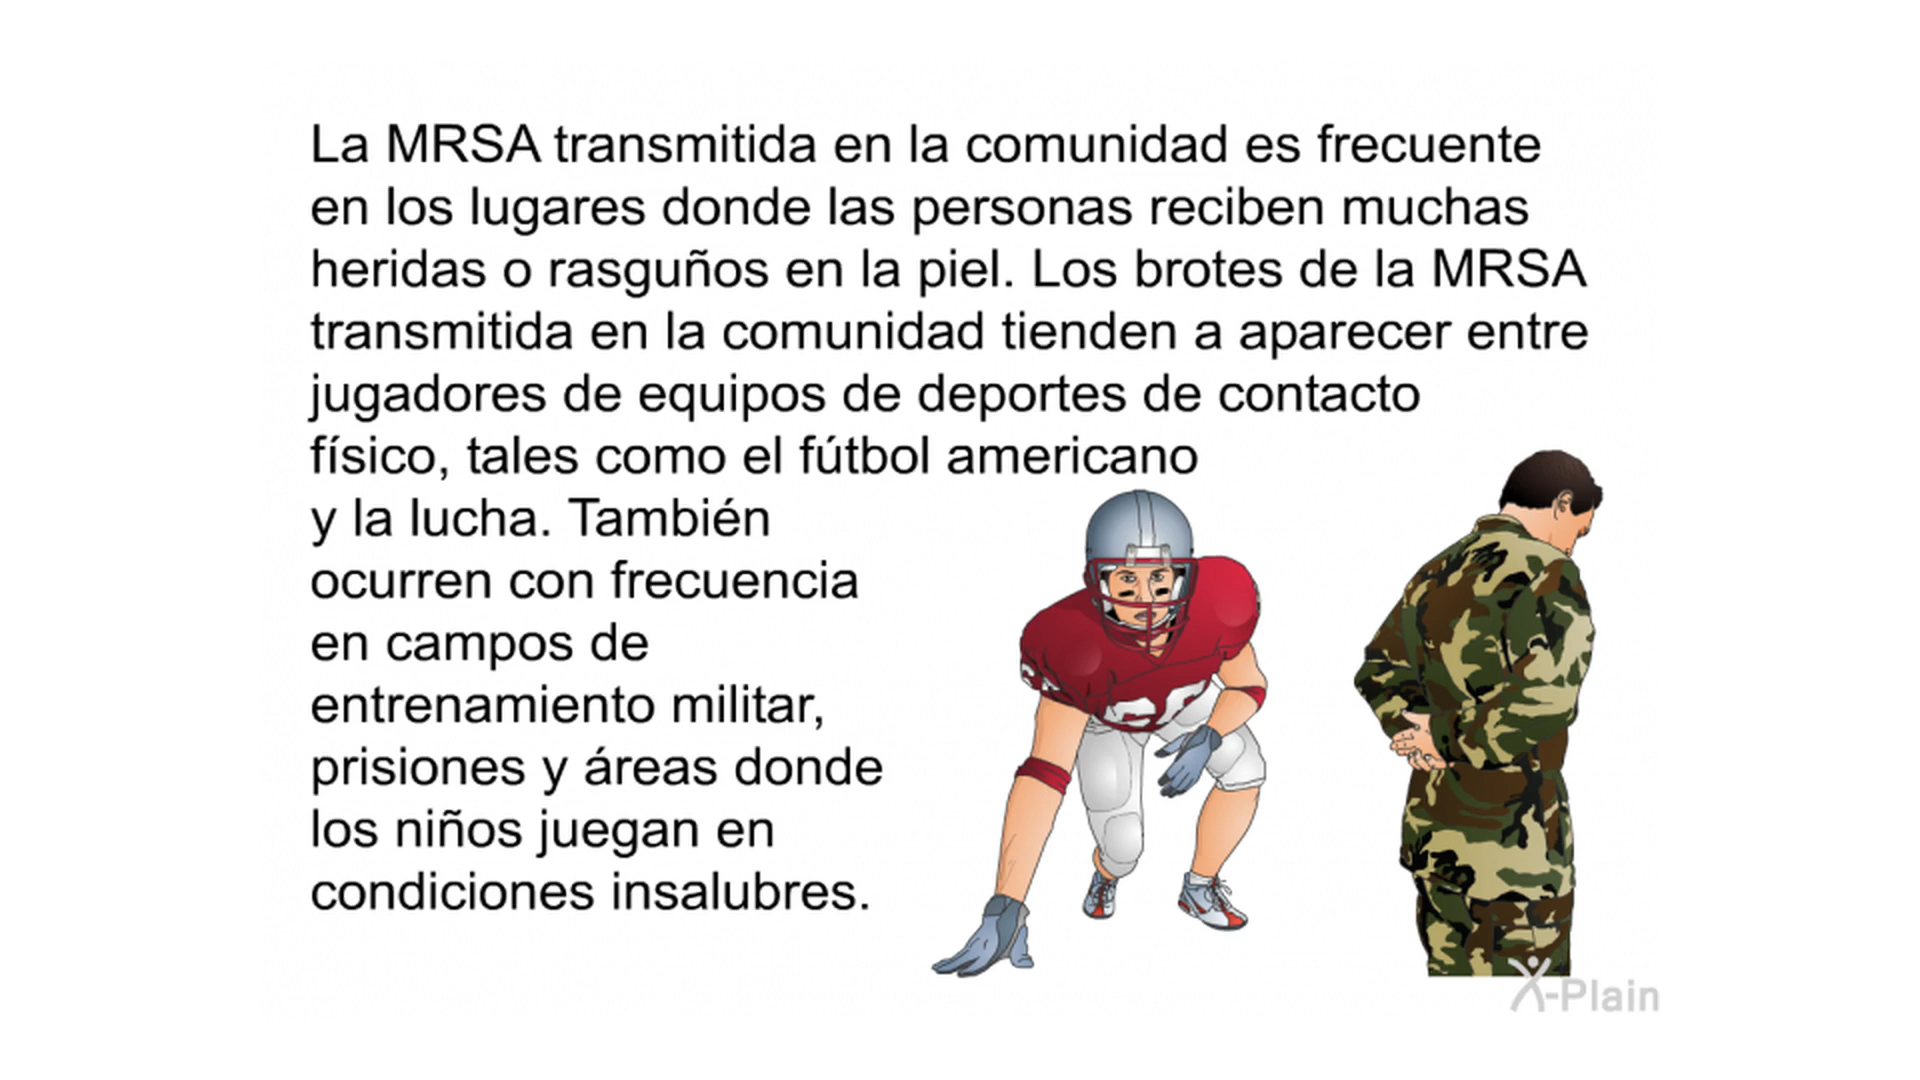 La MRSA transmitida en la comunidad es frecuente
en los lugares donde las personas reciben muchas
heridas o rasguños en la piel. Los brotes de la MRSA
transmitida en la comunidad tienden a aparecer entre
jugadores de equipos de deportes de contacto
físico, tales como el fútbol americano
y la lucha. También
ocurren con frecuencia
en campos de
entrenamiento militar,
prisiones y áreas donde
los niños juegan en
condiciones insalubres.
X-Plain